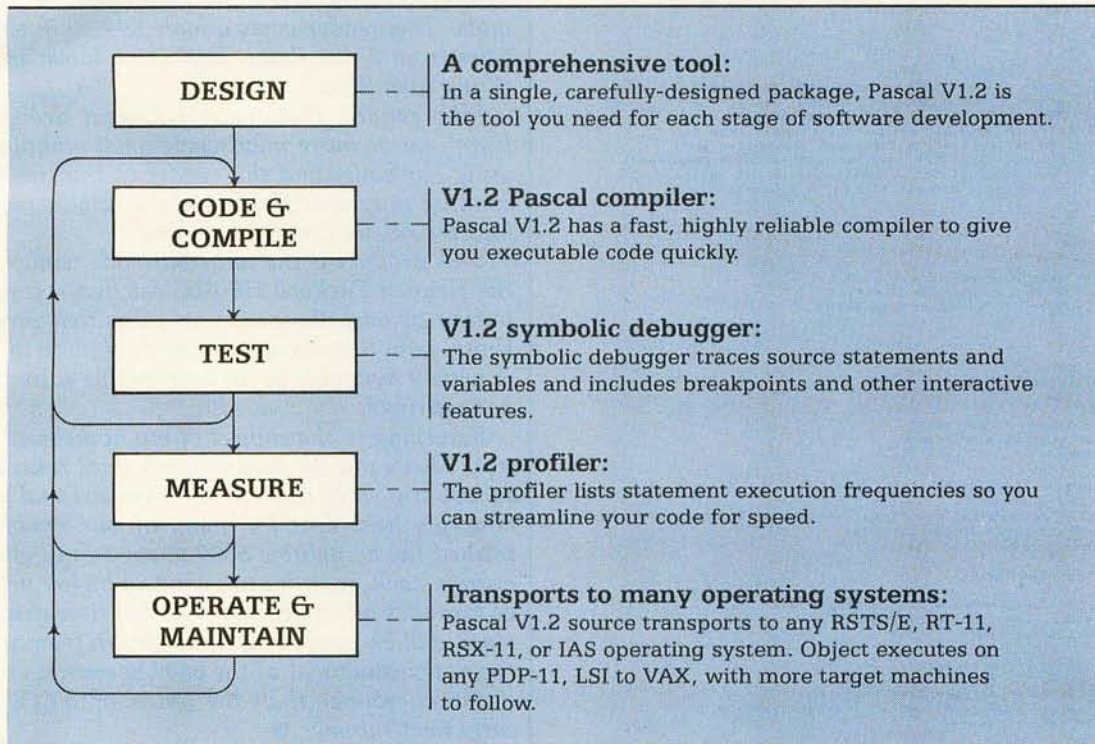 DESIGN
A comprehensive tool:
In a single, carefully-designed package, Pascal V1.2 is
the tool you need for each stage of software development.
CODE &
COMPILE
V1.2 Pascal compiler:
Pascal V1.2 has a fast, highly reliable compiler to give
you executable code quickly.
TEST
V1.2 symbolic debugger:
The symbolic debugger traces source statements and
variables and includes breakpoints and other interactive
features.
MEASURE
V1.2 profiler:
The profiler lists statement execution frequencies so you
can streamline your code for speed.
OPERATE &
MAINTAIN
Transports to many operating systems:
Pascal V1.2 source transports to any RSTS/E, RT-11,
RSX-11, or IAS operating system. Object executes on
any PDP-11, LSI to VAX, with more target machines
to follow.